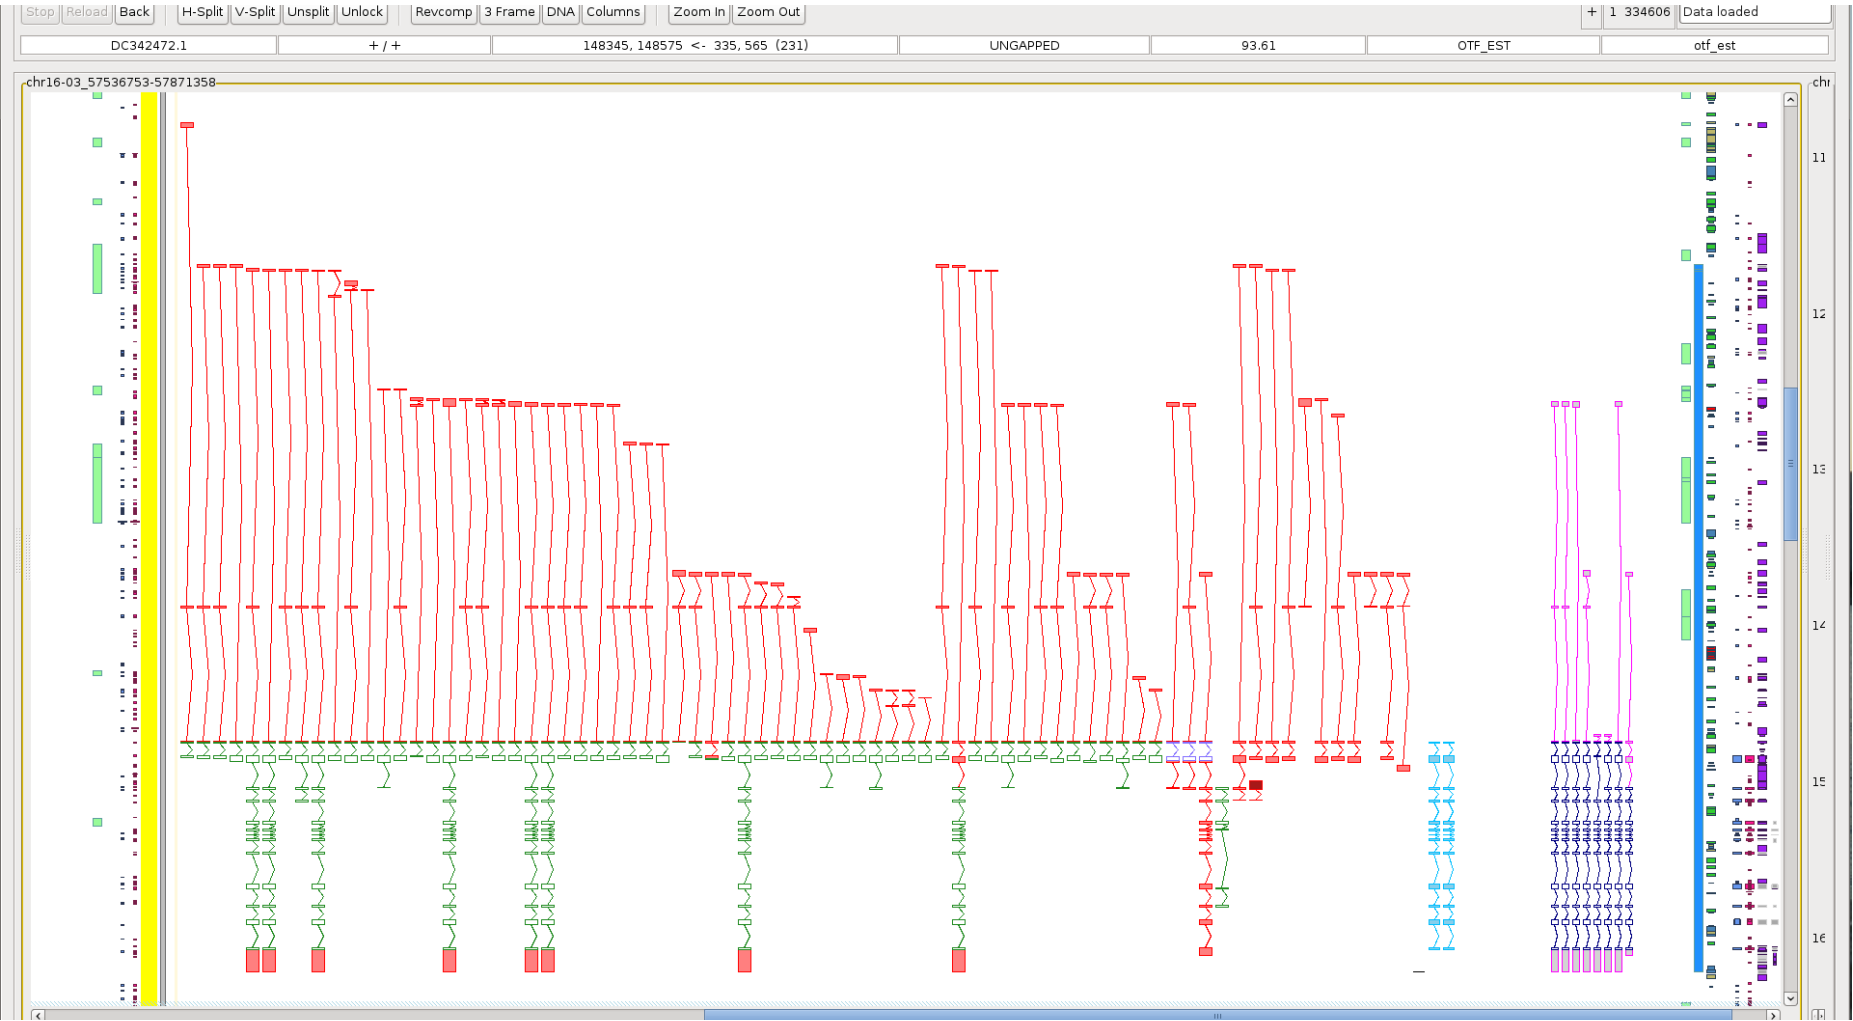 Stop Reload Back H-Split V-Split Unsplit Unlock Revcomp 3 Frame DNA Columns Zoom In Zoom Out + 1 334606 Data loaded
DC342472.1 + / + 148345, 148575 <- 335, 565 (231) UNGAPPED 93.61 OTF_EST otf_est
chr16-03_57536753-57871358 chr
11
12
13
14
15
16